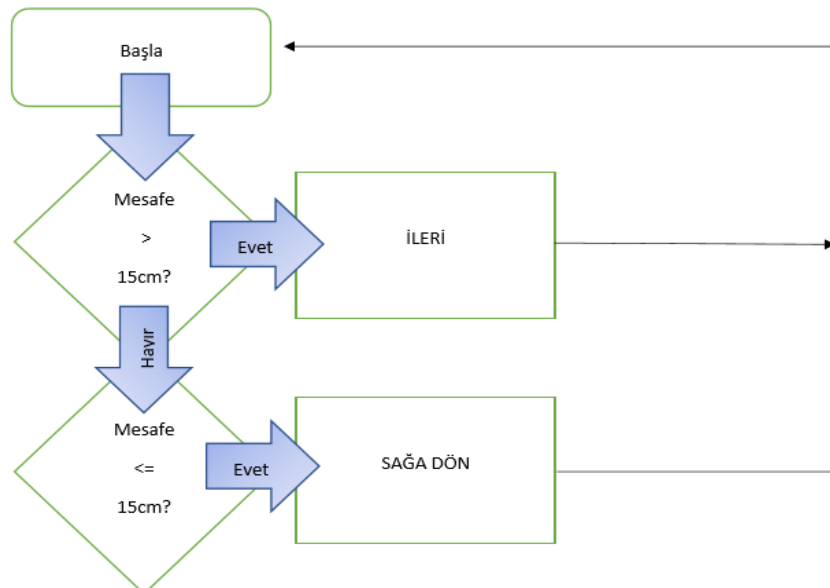 Başla
Mesafe
>
15cm?
Evet
İLERİ
Hayır
Mesafe
<=
15cm?
Evet
SAĞA DÖN